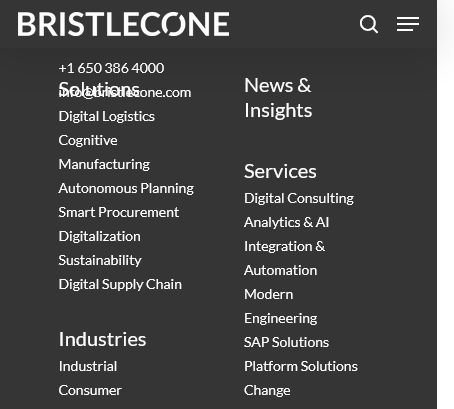 BRISTLECONE
+1 650 386 4000
Solutions
info@bristlecone.com
Digital Logistics
Cognitive
Manufacturing
Autonomous Planning
Smart Procurement
Digitalization
Sustainability
Digital Supply Chain
Industries
Industrial
Consumer
News &
Insights
Services
Digital Consulting
Analytics & AI
Integration &
Automation
Modern
Engineering
SAP Solutions
Platform Solutions
Change